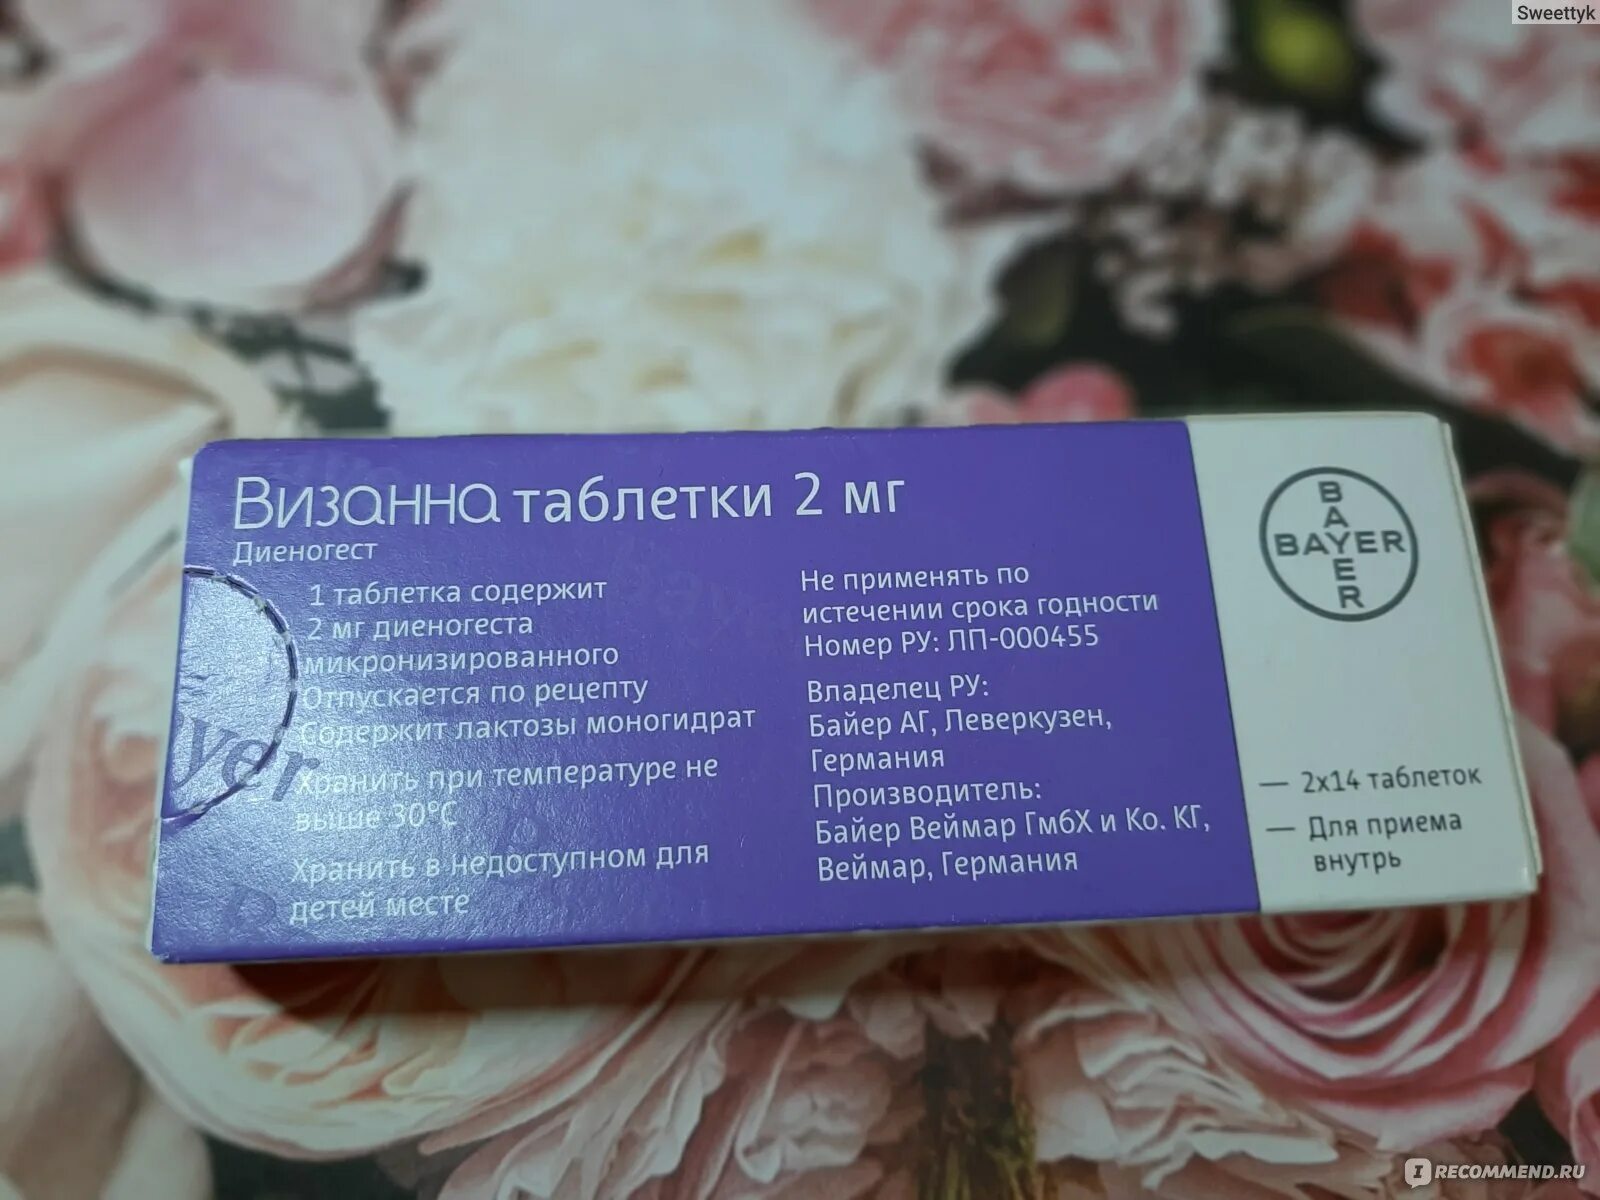 Sweettyk
Визанна таблетки 2 мг
Диеногест
1 таблетка содержит
2 мг диеногеста
микронизированного
Отпускается по рецепту
Содержит лактозы моногидрат
Хранить при температуре не
выше 30°C
Хранить в недоступном для
детей месте
Не применять по
истечении срока годности
Номер РУ: ЛП-000455
Владелец РУ:
Байер АГ, Леверкузен,
Германия
Производитель:
Байер Веймар ГмбХ и Ко. КГ,
Веймар, Германия
BAYER
BAYER
— 2x14 таблеток
— Для приема
внутрь
yer
IRECOMMEND.RU